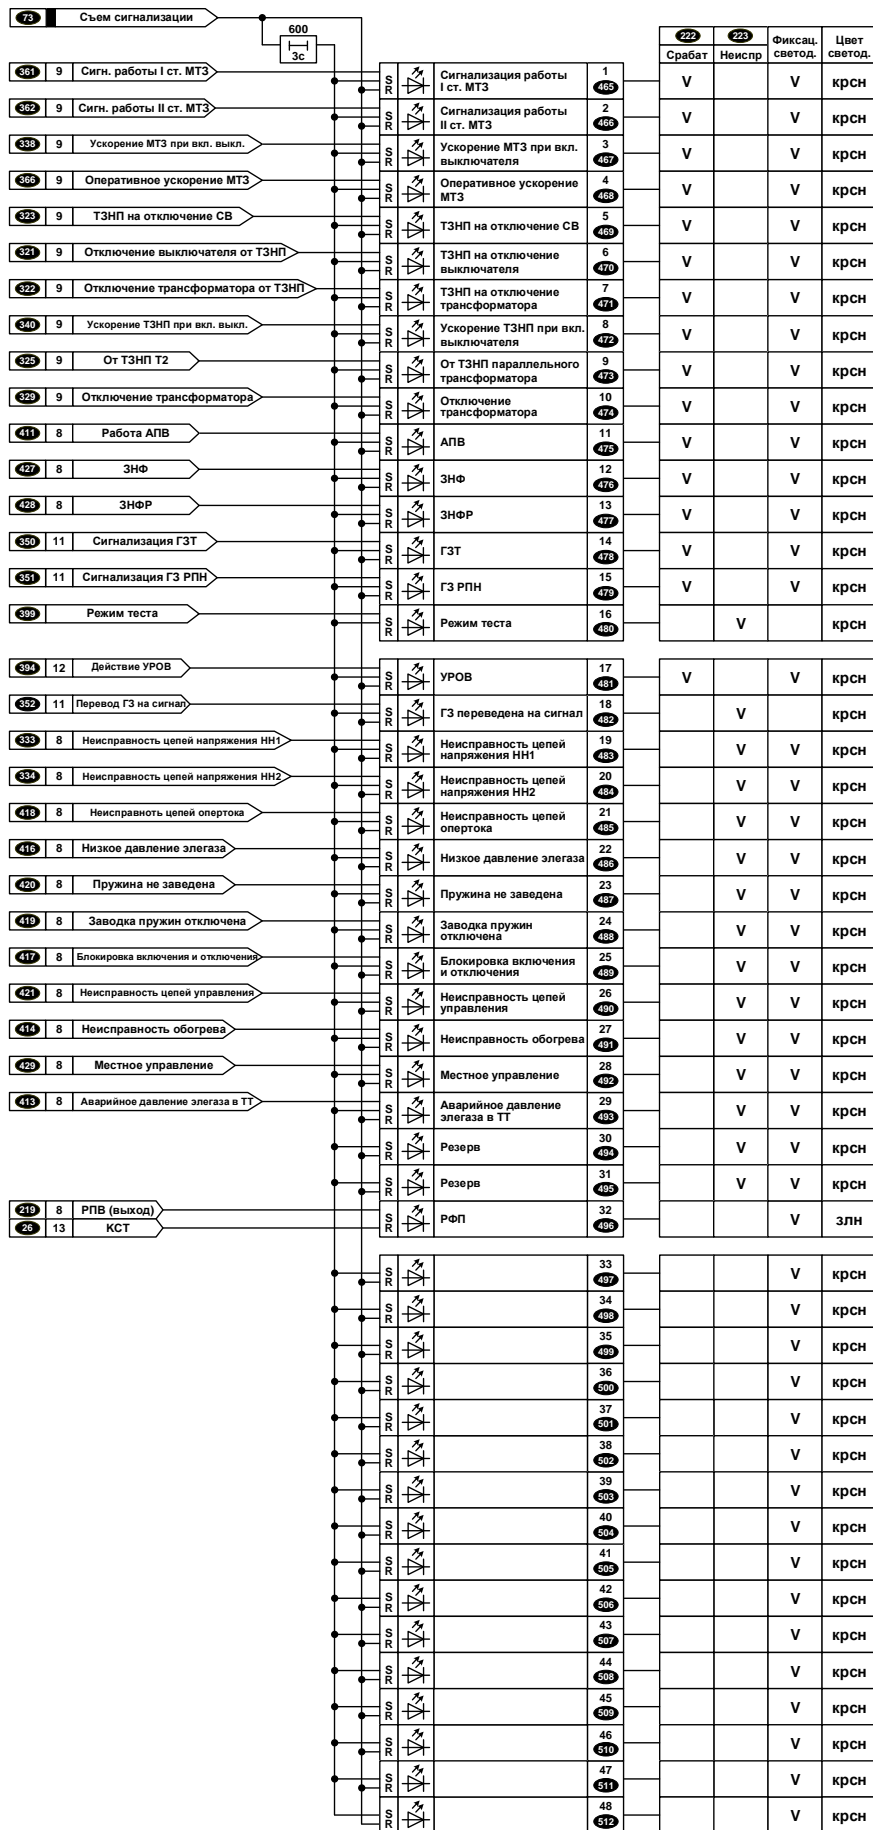 73 Съем сигнализации
600
3с
222 223 Фиксац. Цвет
Срабат Неиспр светод. светод.
361 9 Сигн. работы I ст. МТЗ
S R Сигнализация работы I ст. МТЗ 1 465 V V крсн
362 9 Сигн. работы II ст. МТЗ
S R Сигнализация работы II ст. МТЗ 2 466 V V крсн
338 9 Ускорение МТЗ при вкл. выкл.
S R Ускорение МТЗ при вкл. выключателя 3 467 V V крсн
366 9 Оперативное ускорение МТЗ
S R Оперативное ускорение МТЗ 4 468 V V крсн
323 9 ТЗНП на отключение СВ
S R ТЗНП на отключение СВ 5 469 V V крсн
321 9 Отключение выключателя от ТЗНП
S R ТЗНП на отключение выключателя 6 470 V V крсн
322 9 Отключение трансформатора от ТЗНП
S R ТЗНП на отключение трансформатора 7 471 V V крсн
340 9 Ускорение ТЗНП при вкл. выкл.
S R Ускорение ТЗНП при вкл. выключателя 8 472 V V крсн
325 9 От ТЗНП Т2
S R От ТЗНП параллельного трансформатора 9 473 V V крсн
329 9 Отключение трансформатора
S R Отключение трансформатора 10 474 V V крсн
411 8 Работа АПВ
S R АПВ 11 475 V V крсн
427 8 ЗНФ
S R ЗНФ 12 476 V V крсн
428 8 ЗНФР
S R ЗНФР 13 477 V V крсн
350 11 Сигнализация ГЗТ
S R ГЗТ 14 478 V V крсн
351 11 Сигнализация ГЗ РПН
S R ГЗ РПН 15 479 V V крсн
399 Режим теста
S R Режим теста 16 480 V крсн
394 12 Действие УРОВ
S R УРОВ 17 481 V V крсн
352 11 Перевод ГЗ на сигнал
S R ГЗ переведена на сигнал 18 482 V крсн
333 8 Неисправность цепей напряжения НН1
S R Неисправность цепей напряжения НН1 19 483 V V крсн
334 8 Неисправность цепей напряжения НН2
S R Неисправность цепей напряжения НН2 20 484 V V крсн
418 8 Неисправноть цепей опертока
S R Неисправность цепей опертока 21 485 V V крсн
416 8 Низкое давление элегаза
S R Низкое давление элегаза 22 486 V V крсн
420 8 Пружина не заведена
S R Пружина не заведена 23 487 V V крсн
419 8 Заводка пружин отключена
S R Заводка пружин отключена 24 488 V V крсн
417 8 Блокировка включения и отключения
S R Блокировка включения и отключения 25 489 V V крсн
421 8 Неисправность цепей управления
S R Неисправность цепей управления 26 490 V V крсн
414 8 Неисправность обогрева
S R Неисправность обогрева 27 491 V V крсн
429 8 Местное управление
S R Местное управление 28 492 V V крсн
413 8 Аварийное давление элегаза в ТТ
S R Аварийное давление элегаза в ТТ 29 493 V V крсн
S R Резерв 30 494 V V крсн
S R Резерв 31 495 V V крсн
219 8 РПВ (выход)
26 13 КСТ
S R РФП 32 496 V злн
S R 33 497 V крсн
S R 34 498 V крсн
S R 35 499 V крсн
S R 36 500 V крсн
S R 37 501 V крсн
S R 38 502 V крсн
S R 39 503 V крсн
S R 40 504 V крсн
S R 41 505 V крсн
S R 42 506 V крсн
S R 43 507 V крсн
S R 44 508 V крсн
S R 45 509 V крсн
S R 46 510 V крсн
S R 47 511 V крсн
S R 48 512 V крсн